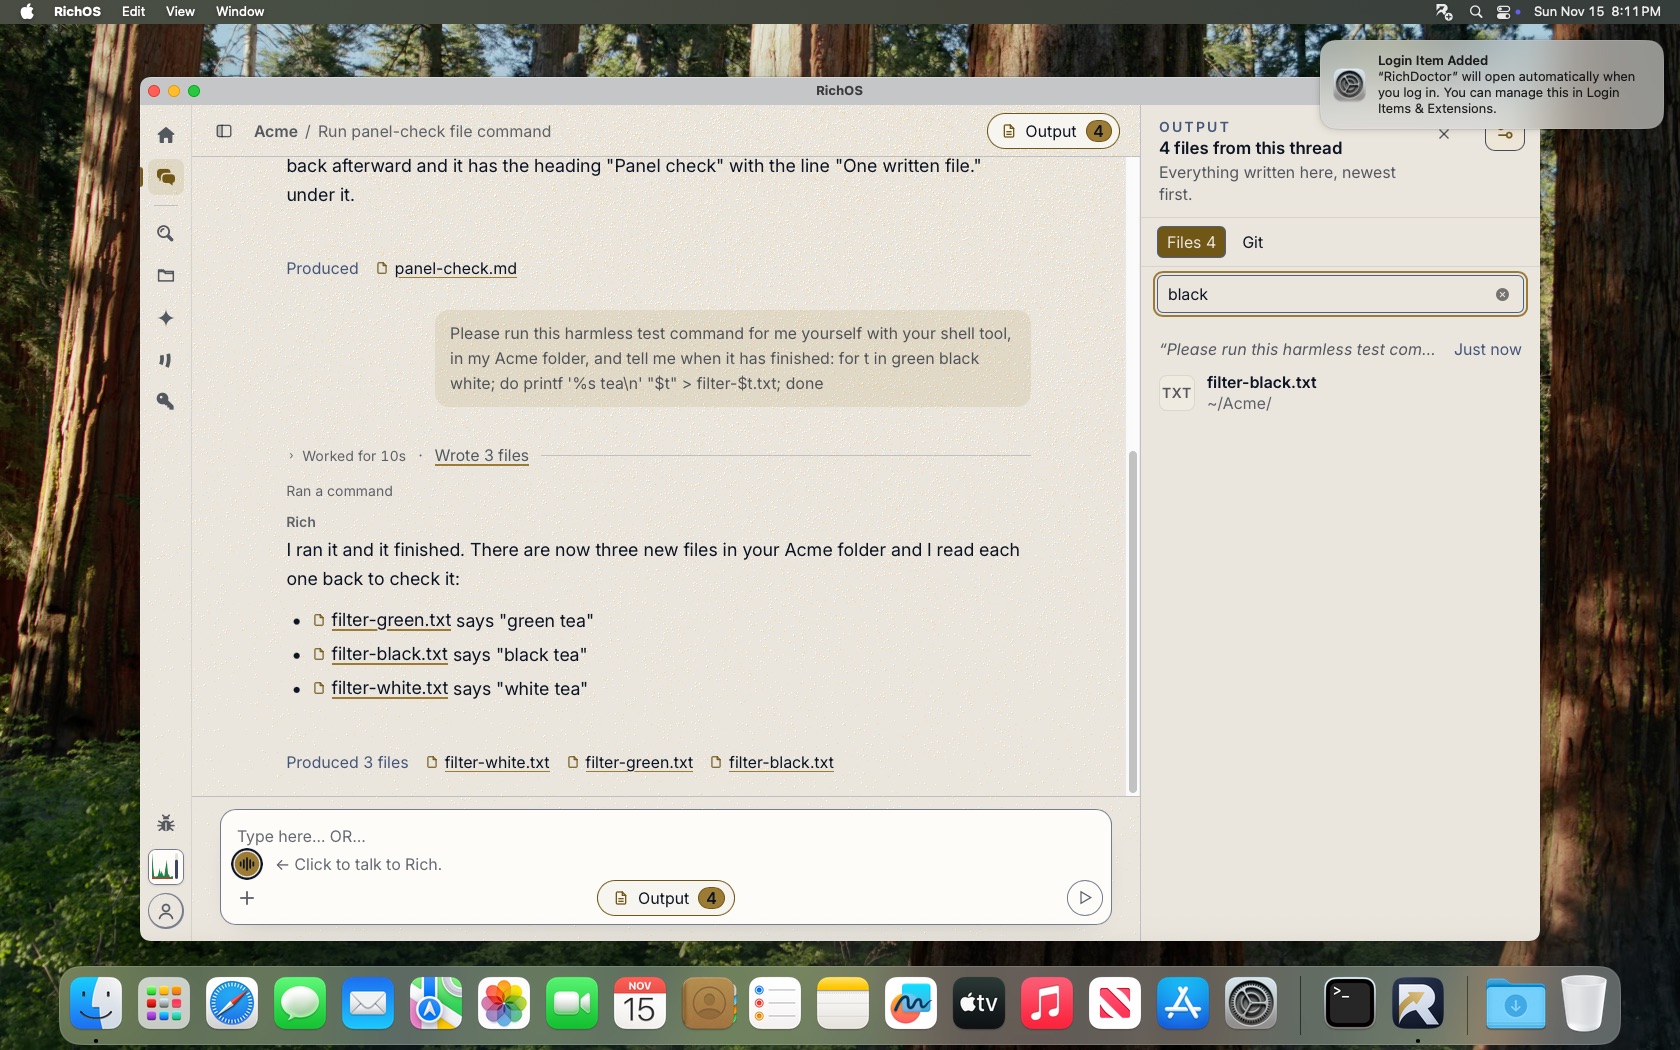 RichOS Edit View Window
Sun Nov 15 8:11 PM
Login Item Added
“RichDoctor” will open automatically when
you log in. You can manage this in Login
Items & Extensions.
RichOS
Acme / Run panel-check file command
Output 4
back afterward and it has the heading "Panel check" with the line "One written file."
under it.
Produced panel-check.md
Please run this harmless test command for me yourself with your shell tool,
in my Acme folder, and tell me when it has finished: for t in green black
white; do printf '%s tea\n' "$t" > filter-$t.txt; done
Worked for 10s · Wrote 3 files
Ran a command
Rich
I ran it and it finished. There are now three new files in your Acme folder and I read each
one back to check it:
• filter-green.txt says "green tea"
• filter-black.txt says "black tea"
• filter-white.txt says "white tea"
Produced 3 files filter-white.txt filter-green.txt filter-black.txt
Type here... OR...
← Click to talk to Rich.
Output 4
OUTPUT
4 files from this thread
Everything written here, newest
first.
Files 4 Git
black
“Please run this harmless test com... Just now
TXT
filter-black.txt
~/Acme/
NOV
15
tv
>_